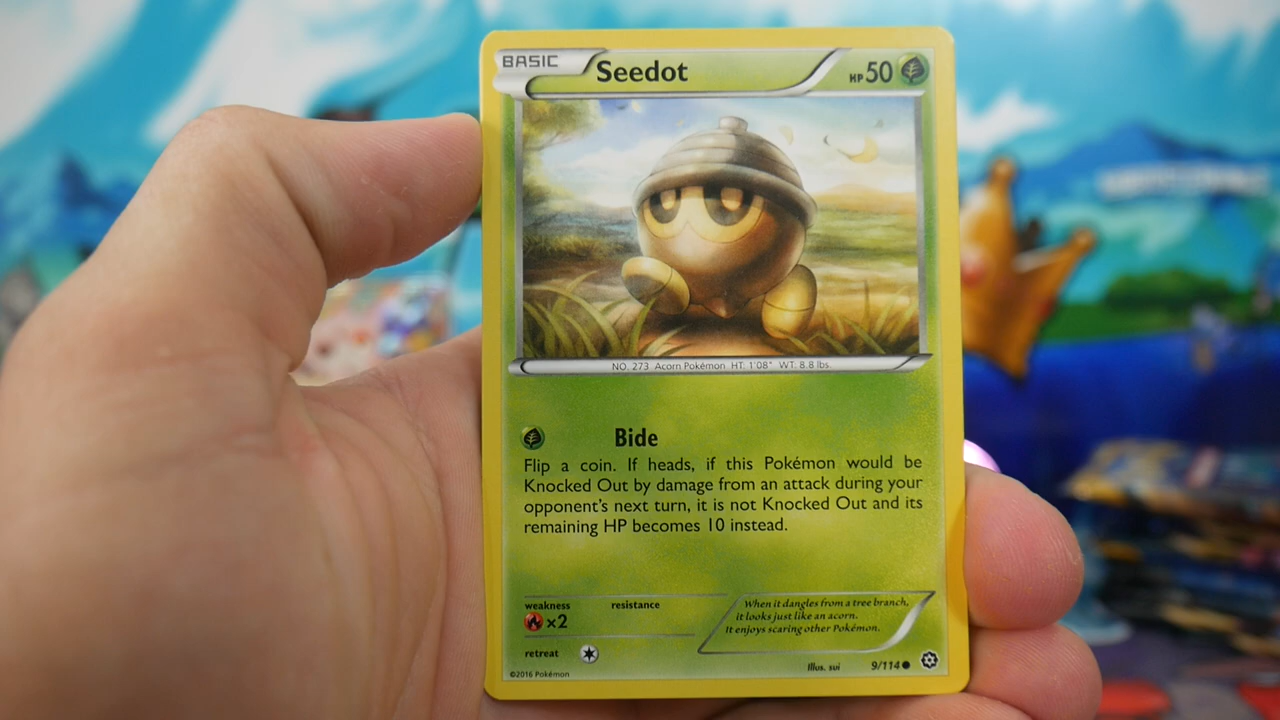 BASIC
Seedot
HP 50
NO. 273 Acorn Pokémon HT: 1'08" WT: 8.8 lbs.
Bide
Flip a coin. If heads, if this Pokémon would be
Knocked Out by damage from an attack during your
opponent's next turn, it is not Knocked Out and its
remaining HP becomes 10 instead.
weakness
resistance
×2
When it dangles from a tree branch,
it looks just like an acorn.
It enjoys scaring other Pokémon.
retreat
©2016 Pokémon
Illus. sui
9/114